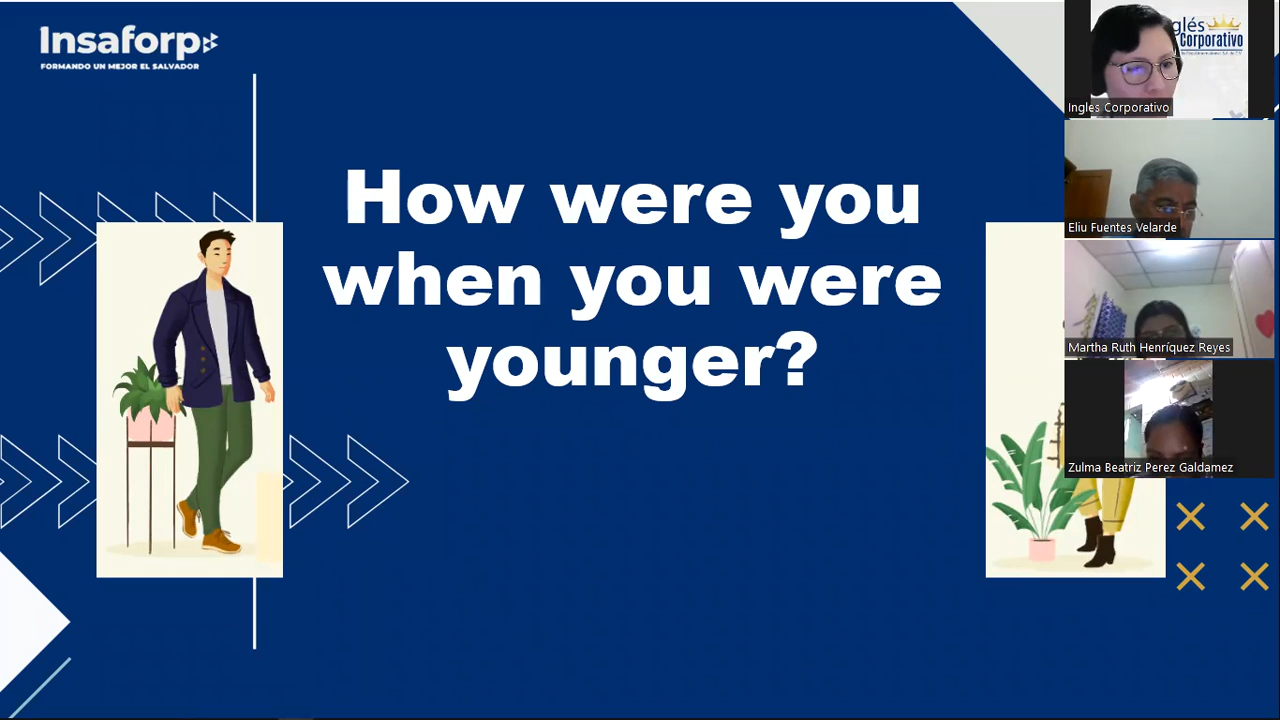 Insaforp
FORMANDO UN MEJOR EL SALVADOR
How were you
when you were
younger?
glés
Corporativo
Ingles Corporativo
Eliu Fuentes Velarde
Martha Ruth Henríquez Reyes
Zulma Beatriz Perez Galdamez